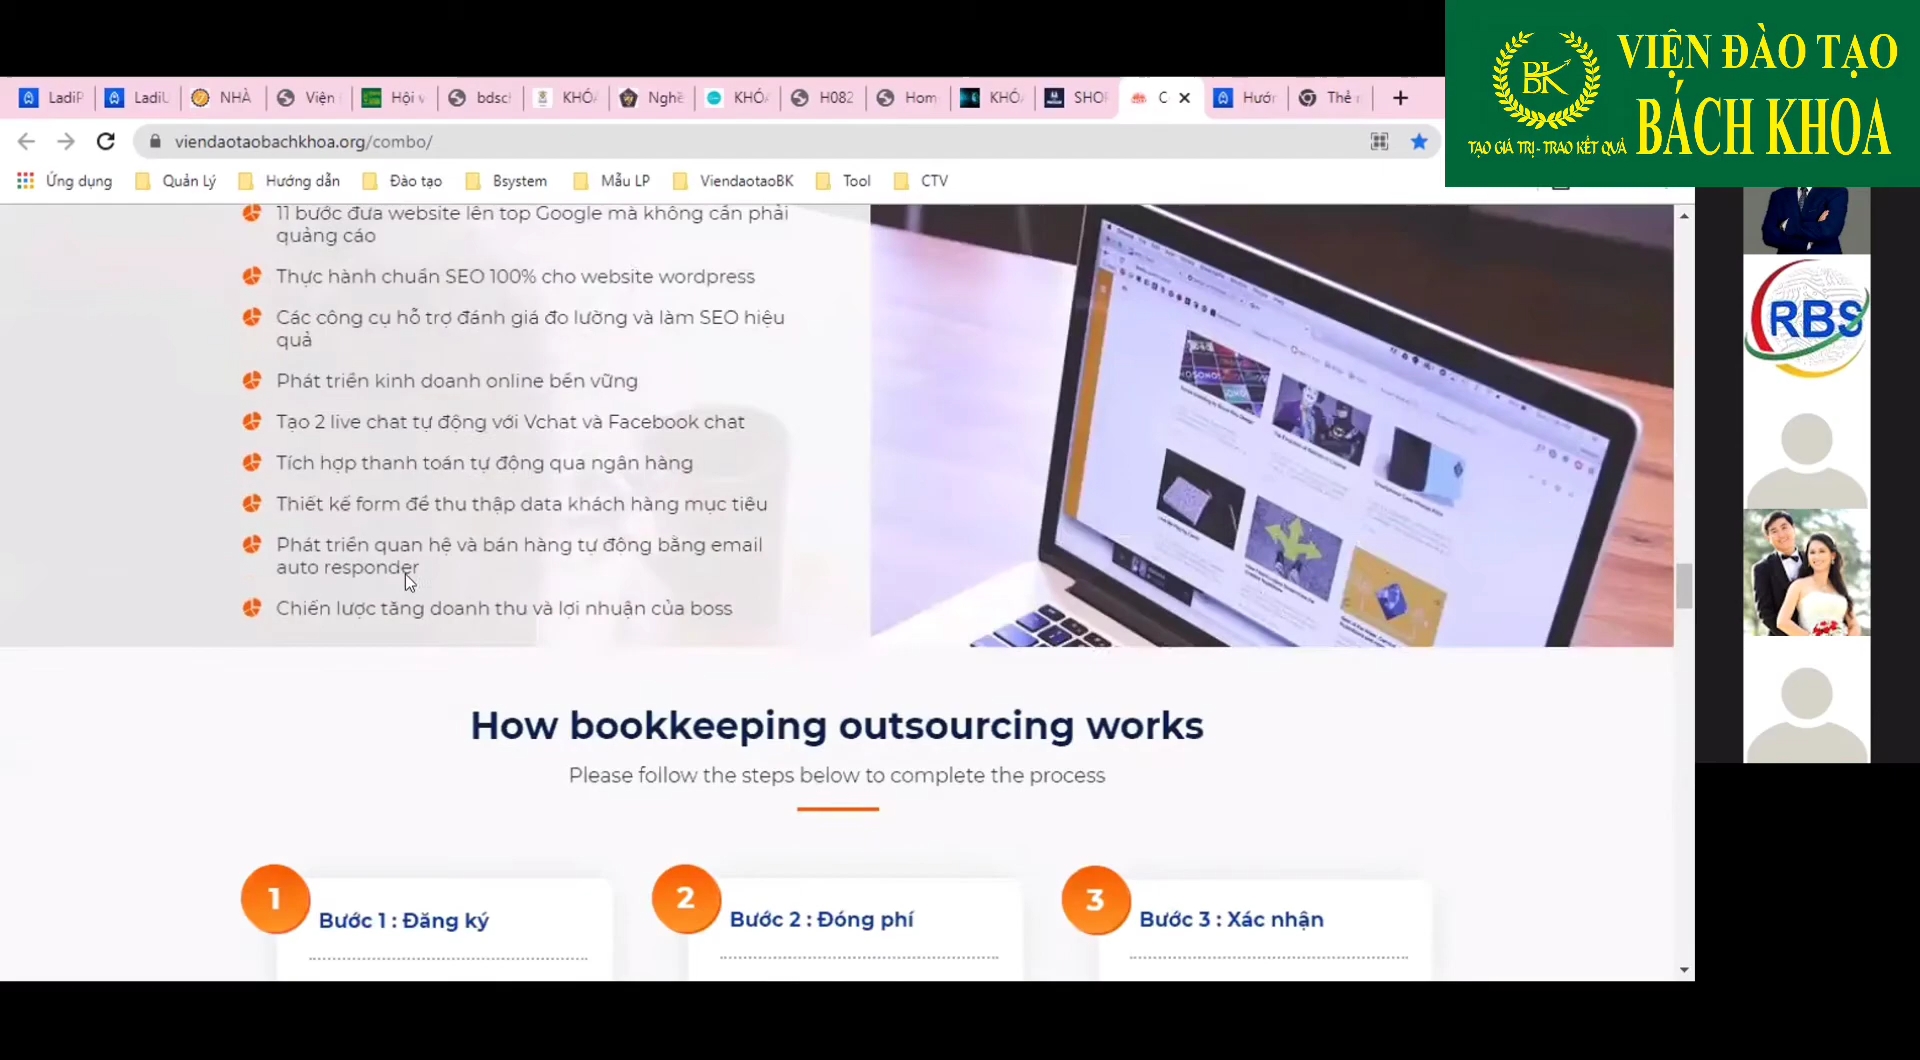 VIỆN ĐÀO TẠO
BÁCH KHOA
BK
TẠO GIÁ TRỊ - TRAO KẾT QUẢ
LadiP
LadiU
NHÀ
Viện
Hội v
bdscl
KHÓA
Nghề
KHÓA
H082
Hom
KHÓA
SHOP
C
Hướn
Thẻ n
viendaotaobachkhoa.org/combo/
Ứng dụng
Quản Lý
Hướng dẫn
Đào tạo
Bsystem
Mẫu LP
ViendaotaoBK
Tool
CTV
11 bước đưa website lên top Google mà không cần phải
quảng cáo
Thực hành chuẩn SEO 100% cho website wordpress
Các công cụ hỗ trợ đánh giá đo lường và làm SEO hiệu
quả
Phát triển kinh doanh online bền vững
Tạo 2 live chat tự động với Vchat và Facebook chat
Tích hợp thanh toán tự động qua ngân hàng
Thiết kế form để thu thập data khách hàng mục tiêu
Phát triển quan hệ và bán hàng tự động bằng email
auto responder
Chiến lược tăng doanh thu và lợi nhuận của boss
RBS
How bookkeeping outsourcing works
Please follow the steps below to complete the process
1
Bước 1 : Đăng ký
2
Bước 2 : Đóng phí
3
Bước 3 : Xác nhận